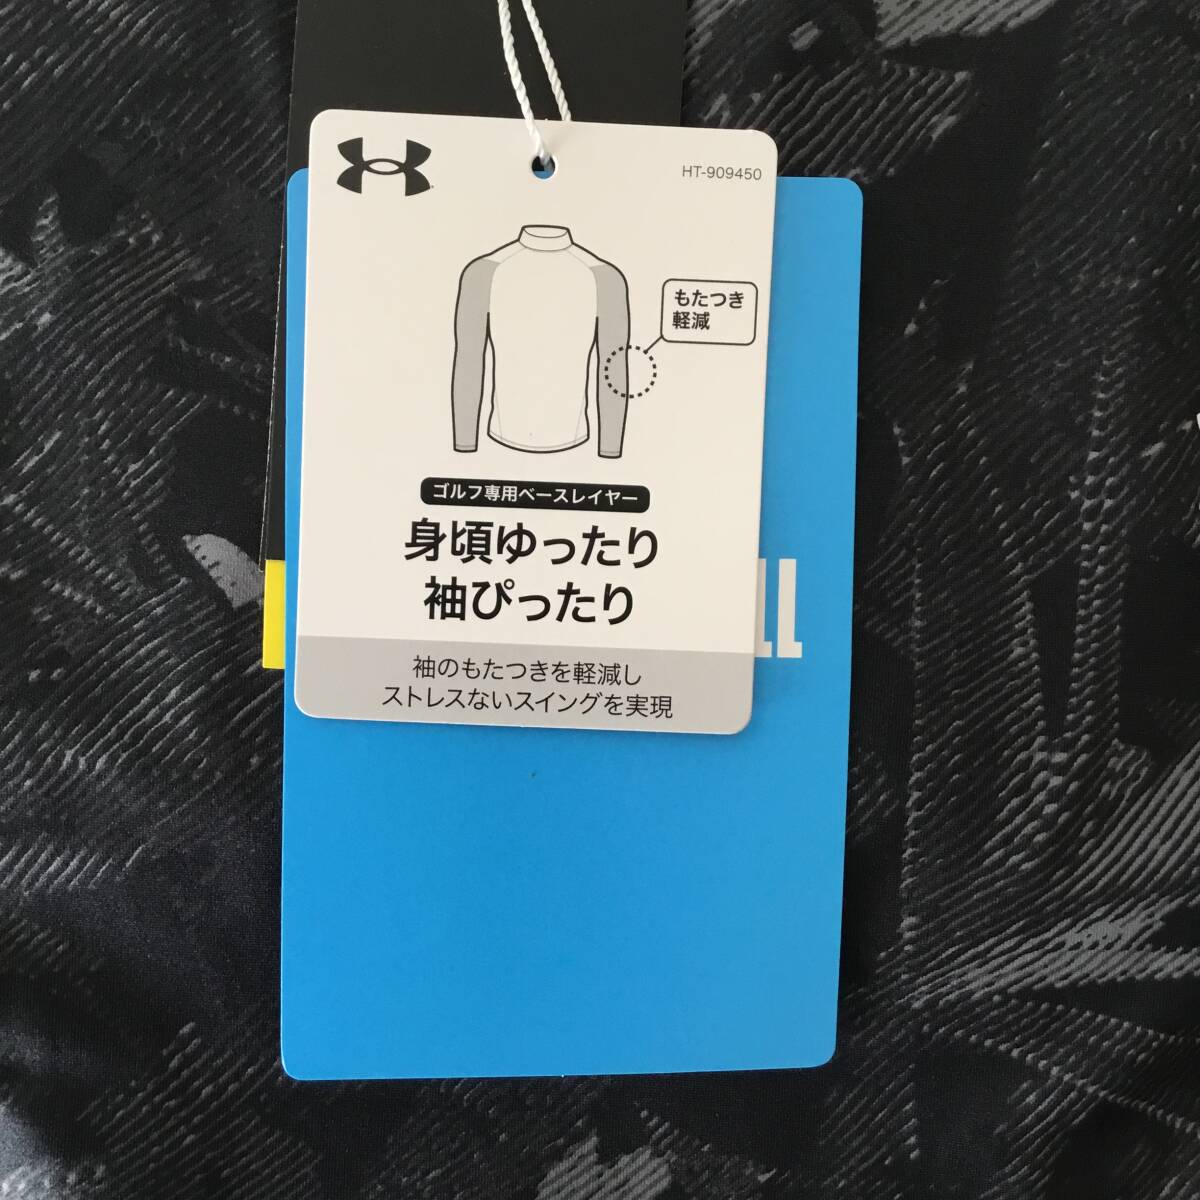 HT-909450
もたつき
軽減
ゴルフ専用ベースレイヤー
身頃ゆったり
袖ぴったり
袖のもたつきを軽減し
ストレスないスイングを実現